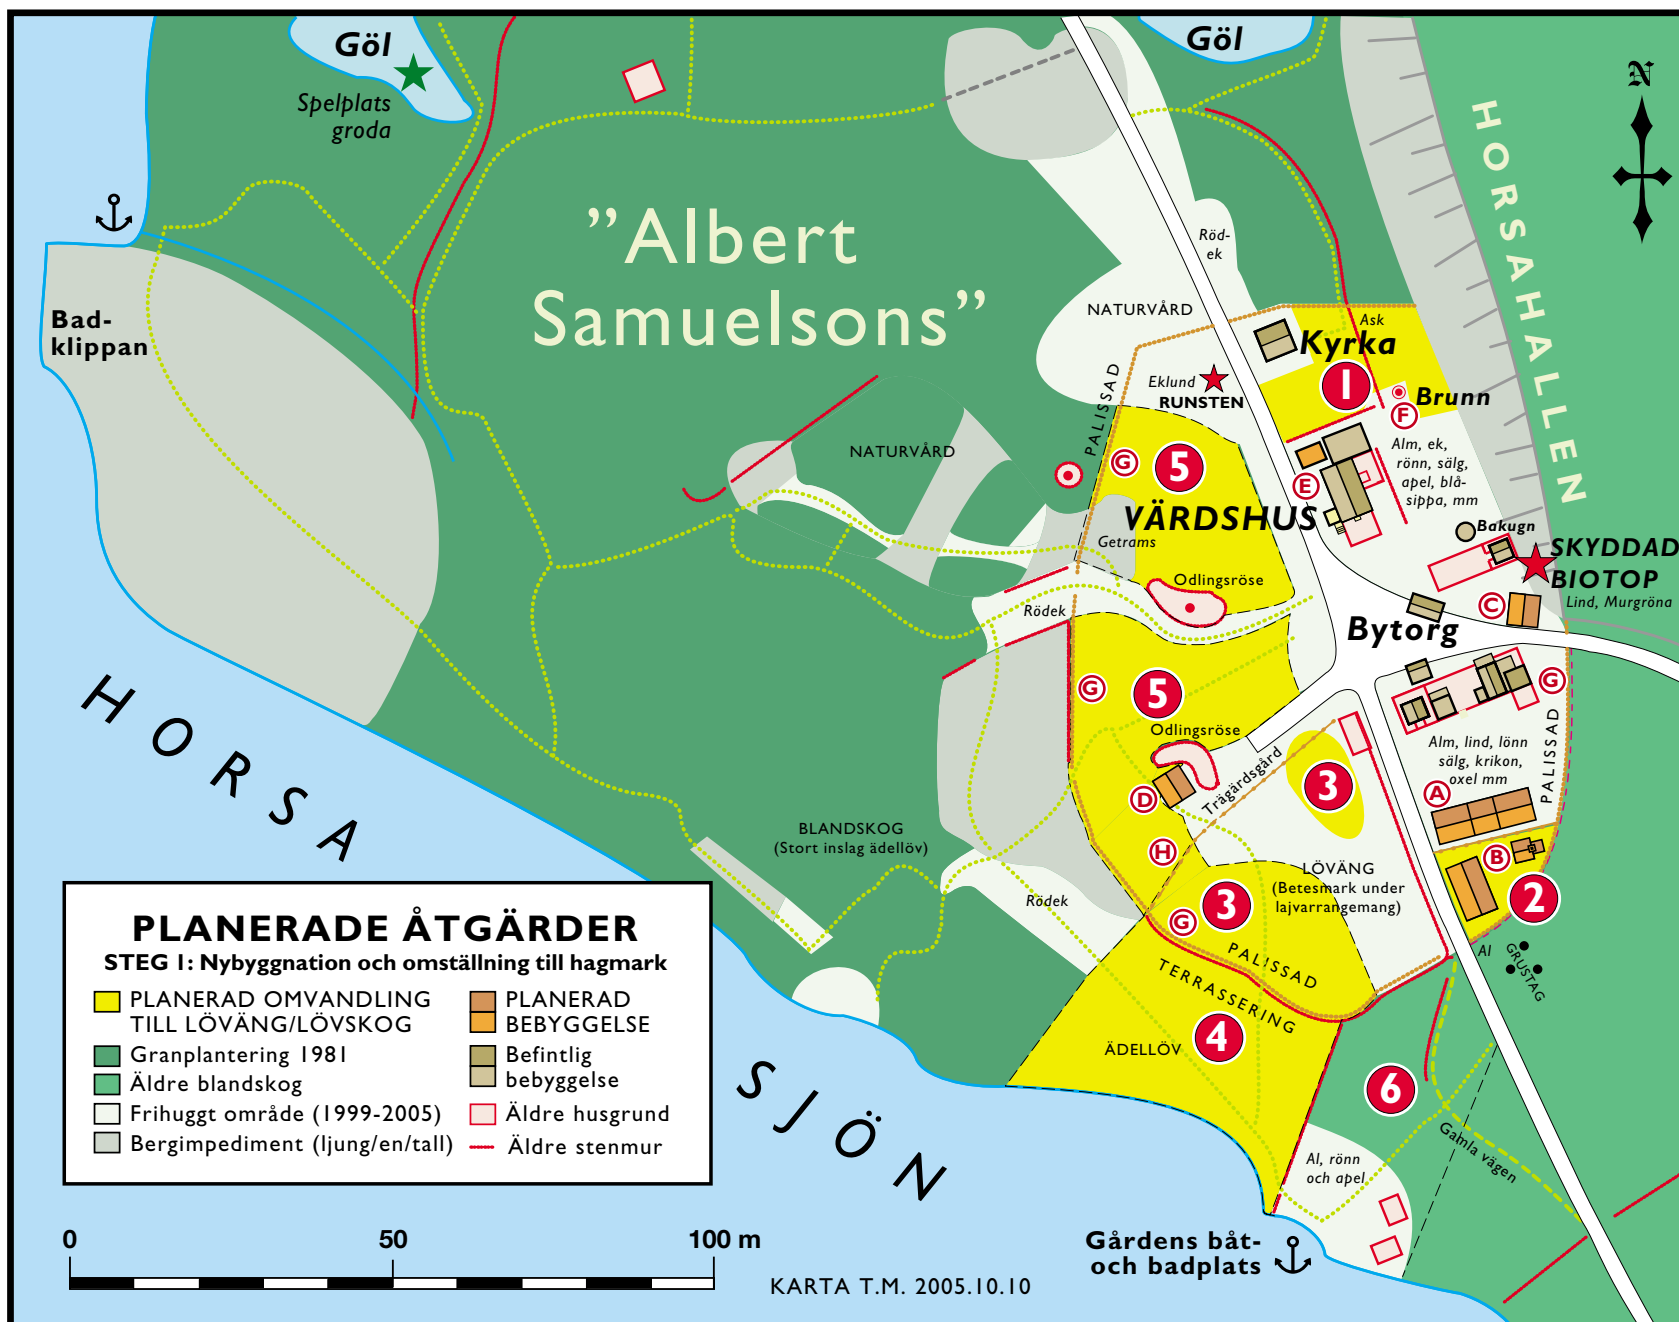 Göl
Spelplats
groda
Göl
N
HORSAHALLEN
"Albert
Samuelsons"
Röd-
ek
NATURVÅRD
Bad-
klippan
Ask
Kyrka
1
Eklund
RUNSTEN
PALISSAD
Brunn
F
NATURVÅRD
G
5
Alm, ek,
rönn, sälg,
apel, blå-
sippa, mm
E
VÄRDSHUS
Getrams
Bakugn
SKYDDAD
BIOTOP
Lind, Murgröna
Odlingsröse
Rödek
C
Bytorg
G
5
G
Odlingsröse
PALISSAD
Alm, lind, lönn
sälg, krikon,
oxel mm
Trägårdsgård
3
D
A
BLANDSKOG
(Stort inslag ädellöv)
H
B
LÖVÄNG
(Betesmark under
lajvarrangemang)
2
Rödek
3
G
PALISSAD
TERRASSERING
Al
GRUSTAG
4
ÄDELLÖV
6
Gamla vägen
Al, rönn
och apel
HORSA
SJÖN
Gårdens båt-
och badplats
PLANERADE ÅTGÄRDER
STEG 1: Nybyggnation och omställning till hagmark
PLANERAD OMVANDLING
TILL LÖVÄNG/LÖVSKOG
Granplantering 1981
Äldre blandskog
Frihuggt område (1999-2005)
Bergimpediment (ljung/en/tall)
PLANERAD
BEBYGGELSE
Befintlig
bebyggelse
Äldre husgrund
Äldre stenmur
0 50 100 m
KARTA T.M. 2005.10.10